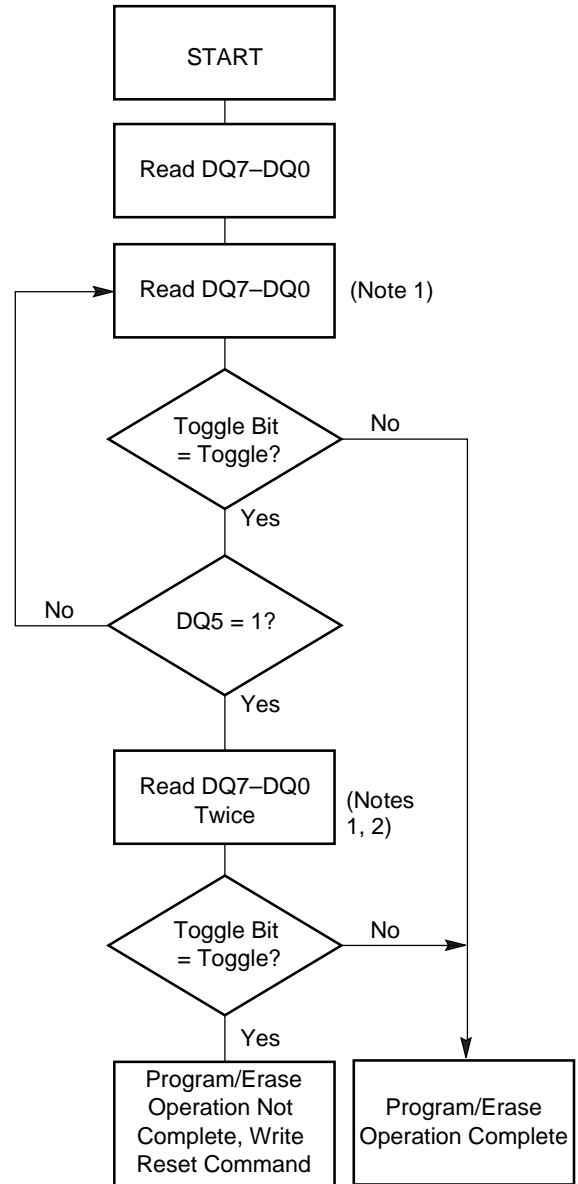 START
Read DQ7–DQ0
Read DQ7–DQ0
(Note 1)
Toggle Bit
= Toggle?
No
Yes
No
DQ5 = 1?
Yes
Read DQ7–DQ0
Twice
(Notes
1, 2)
Toggle Bit
= Toggle?
No
Yes
Program/Erase
Operation Not
Complete, Write
Reset Command
Program/Erase
Operation Complete